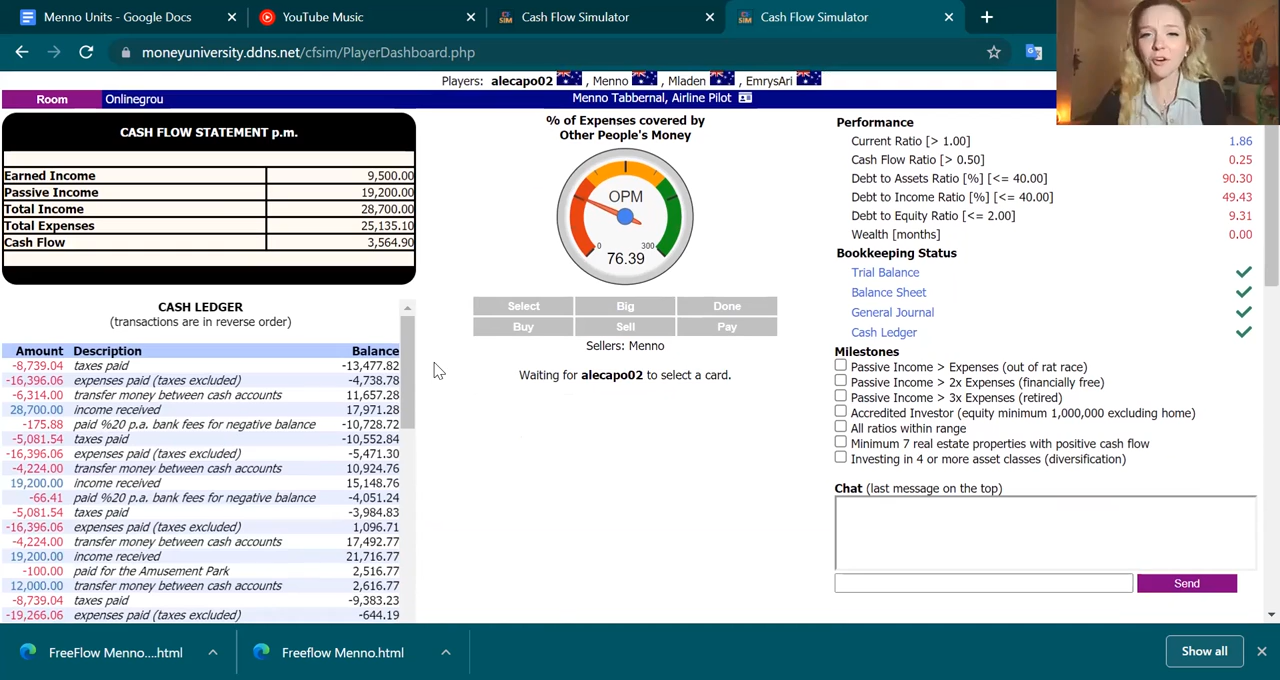 Menno Units - Google Docs
YouTube Music
Cash Flow Simulator
Cash Flow Simulator
moneyuniversity.ddns.net/cfsim/PlayerDashboard.php
Players: alecapo02 , Menno , Mladen , EmrysAri
Room Onlinegrou Menno Tabbernal, Airline Pilot
CASH FLOW STATEMENT p.m.
Earned Income 9,500.00
Passive Income 19,200.00
Total Income 28,700.00
Total Expenses 25,135.10
Cash Flow 3,564.90
CASH LEDGER
(transactions are in reverse order)
Amount Description Balance
-8,739.04 taxes paid -13,477.82
-16,396.06 expenses paid (taxes excluded) -4,738.78
-6,314.00 transfer money between cash accounts 11,657.28
28,700.00 income received 17,971.28
-175.88 paid %20 p.a. bank fees for negative balance -10,728.72
-5,081.54 taxes paid -10,552.84
-16,396.06 expenses paid (taxes excluded) -5,471.30
-4,224.00 transfer money between cash accounts 10,924.76
19,200.00 income received 15,148.76
-66.41 paid %20 p.a. bank fees for negative balance -4,051.24
-5,081.54 taxes paid -3,984.83
-16,396.06 expenses paid (taxes excluded) 1,096.71
-4,224.00 transfer money between cash accounts 17,492.77
19,200.00 income received 21,716.77
-100.00 paid for the Amusement Park 2,516.77
12,000.00 transfer money between cash accounts 2,616.77
-8,739.04 taxes paid -9,383.23
-19,266.06 expenses paid (taxes excluded) -644.19
% of Expenses covered by
Other People's Money
OPM
0 300
76.39
Select Big Done
Buy Sell Pay
Sellers: Menno
Waiting for alecapo02 to select a card.
Performance
Current Ratio [> 1.00] 1.86
Cash Flow Ratio [> 0.50] 0.25
Debt to Assets Ratio [%] [<= 40.00] 90.30
Debt to Income Ratio [%] [<= 40.00] 49.43
Debt to Equity Ratio [<= 2.00] 9.31
Wealth [months] 0.00
Bookkeeping Status
Trial Balance
Balance Sheet
General Journal
Cash Ledger
Milestones
Passive Income > Expenses (out of rat race)
Passive Income > 2x Expenses (financially free)
Passive Income > 3x Expenses (retired)
Accredited Investor (equity minimum 1,000,000 excluding home)
All ratios within range
Minimum 7 real estate properties with positive cash flow
Investing in 4 or more asset classes (diversification)
Chat (last message on the top)
Send
FreeFlow Menno....html
Freeflow Menno.html
Show all